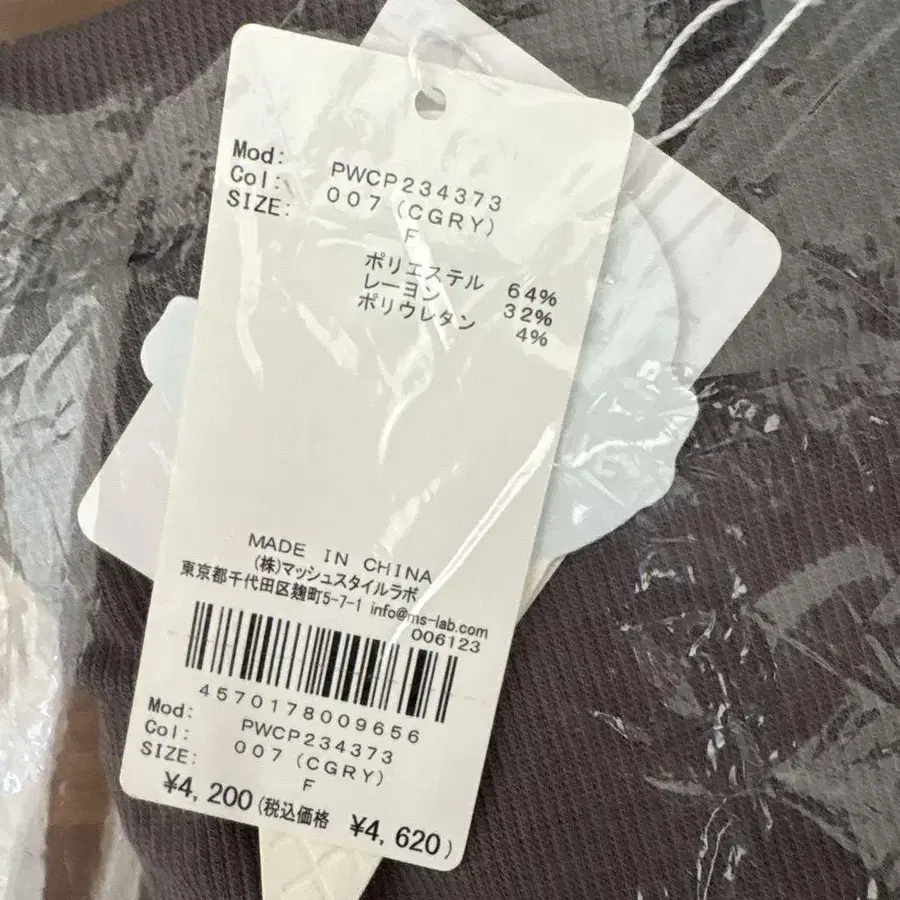 Mod: PWCP234373
Col: 007 (CGRY)
SIZE: F
ポリエステル 64%
レーヨン 32%
ポリウレタン 4%
MADE IN CHINA
(株)マッシュスタイルラボ
東京都千代田区麹町5-7-1 info@ms-lab.com
006123
4570178009656
Mod: PWCP234373
Col: 007 (CGRY)
SIZE: F
¥4,200(税込価格 ¥4,620)